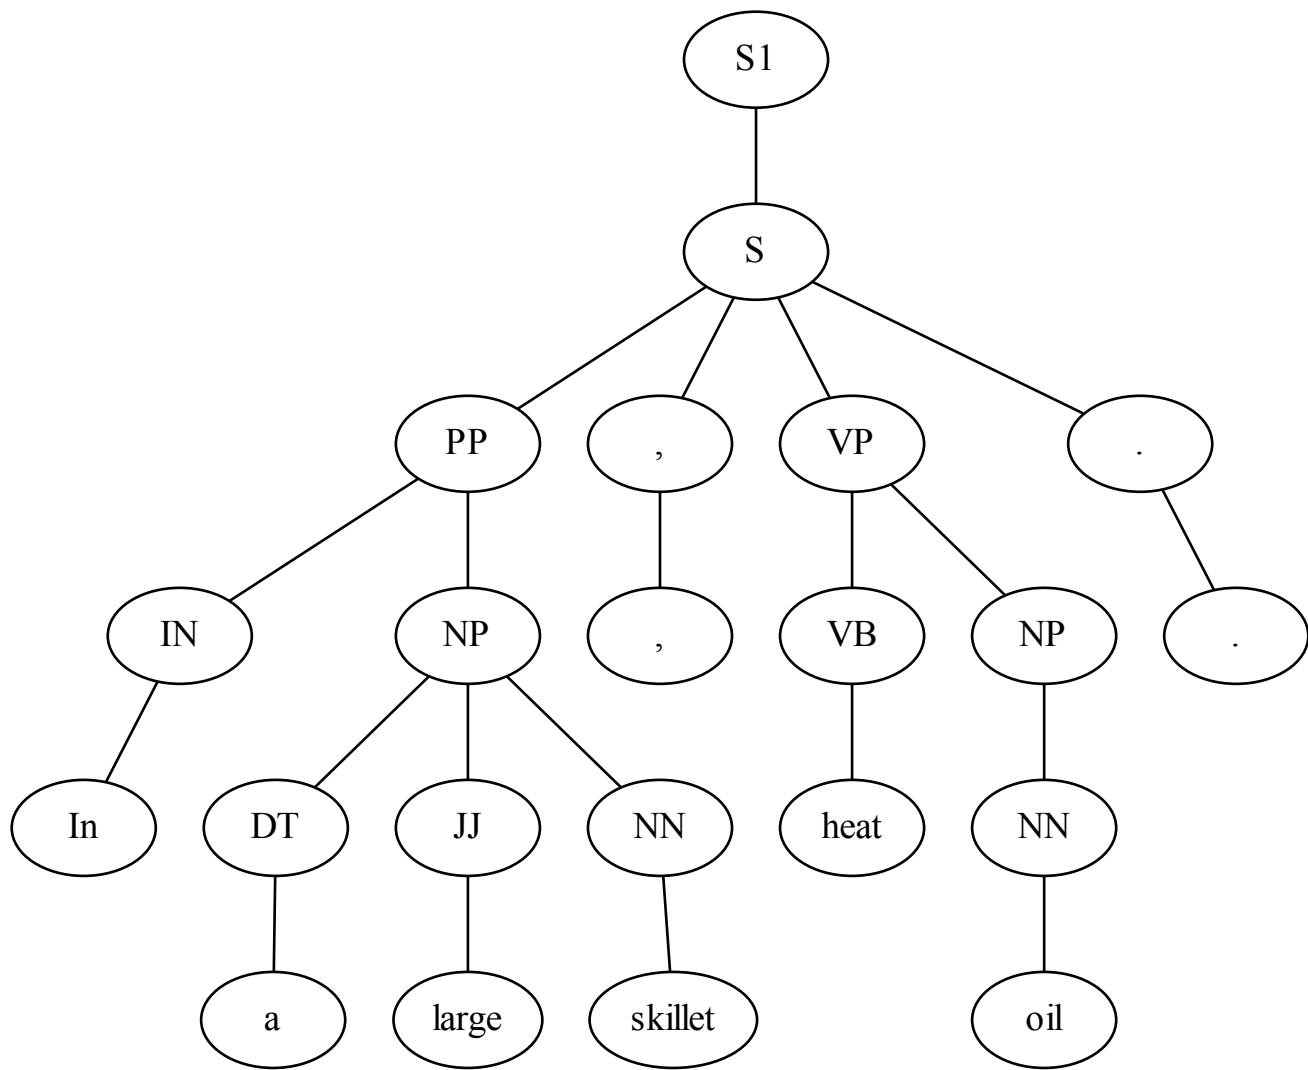 S1
S
PP , VP .
IN NP , VB NP .
In DT JJ NN heat NN
a large skillet oil